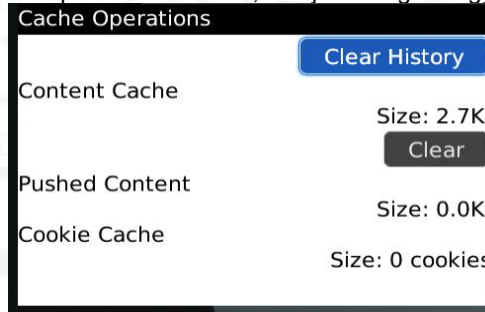 Cache Operations
Clear History
Content Cache
Size: 2.7K
Clear
Pushed Content
Size: 0.0K
Cookie Cache
Size: 0 cookies